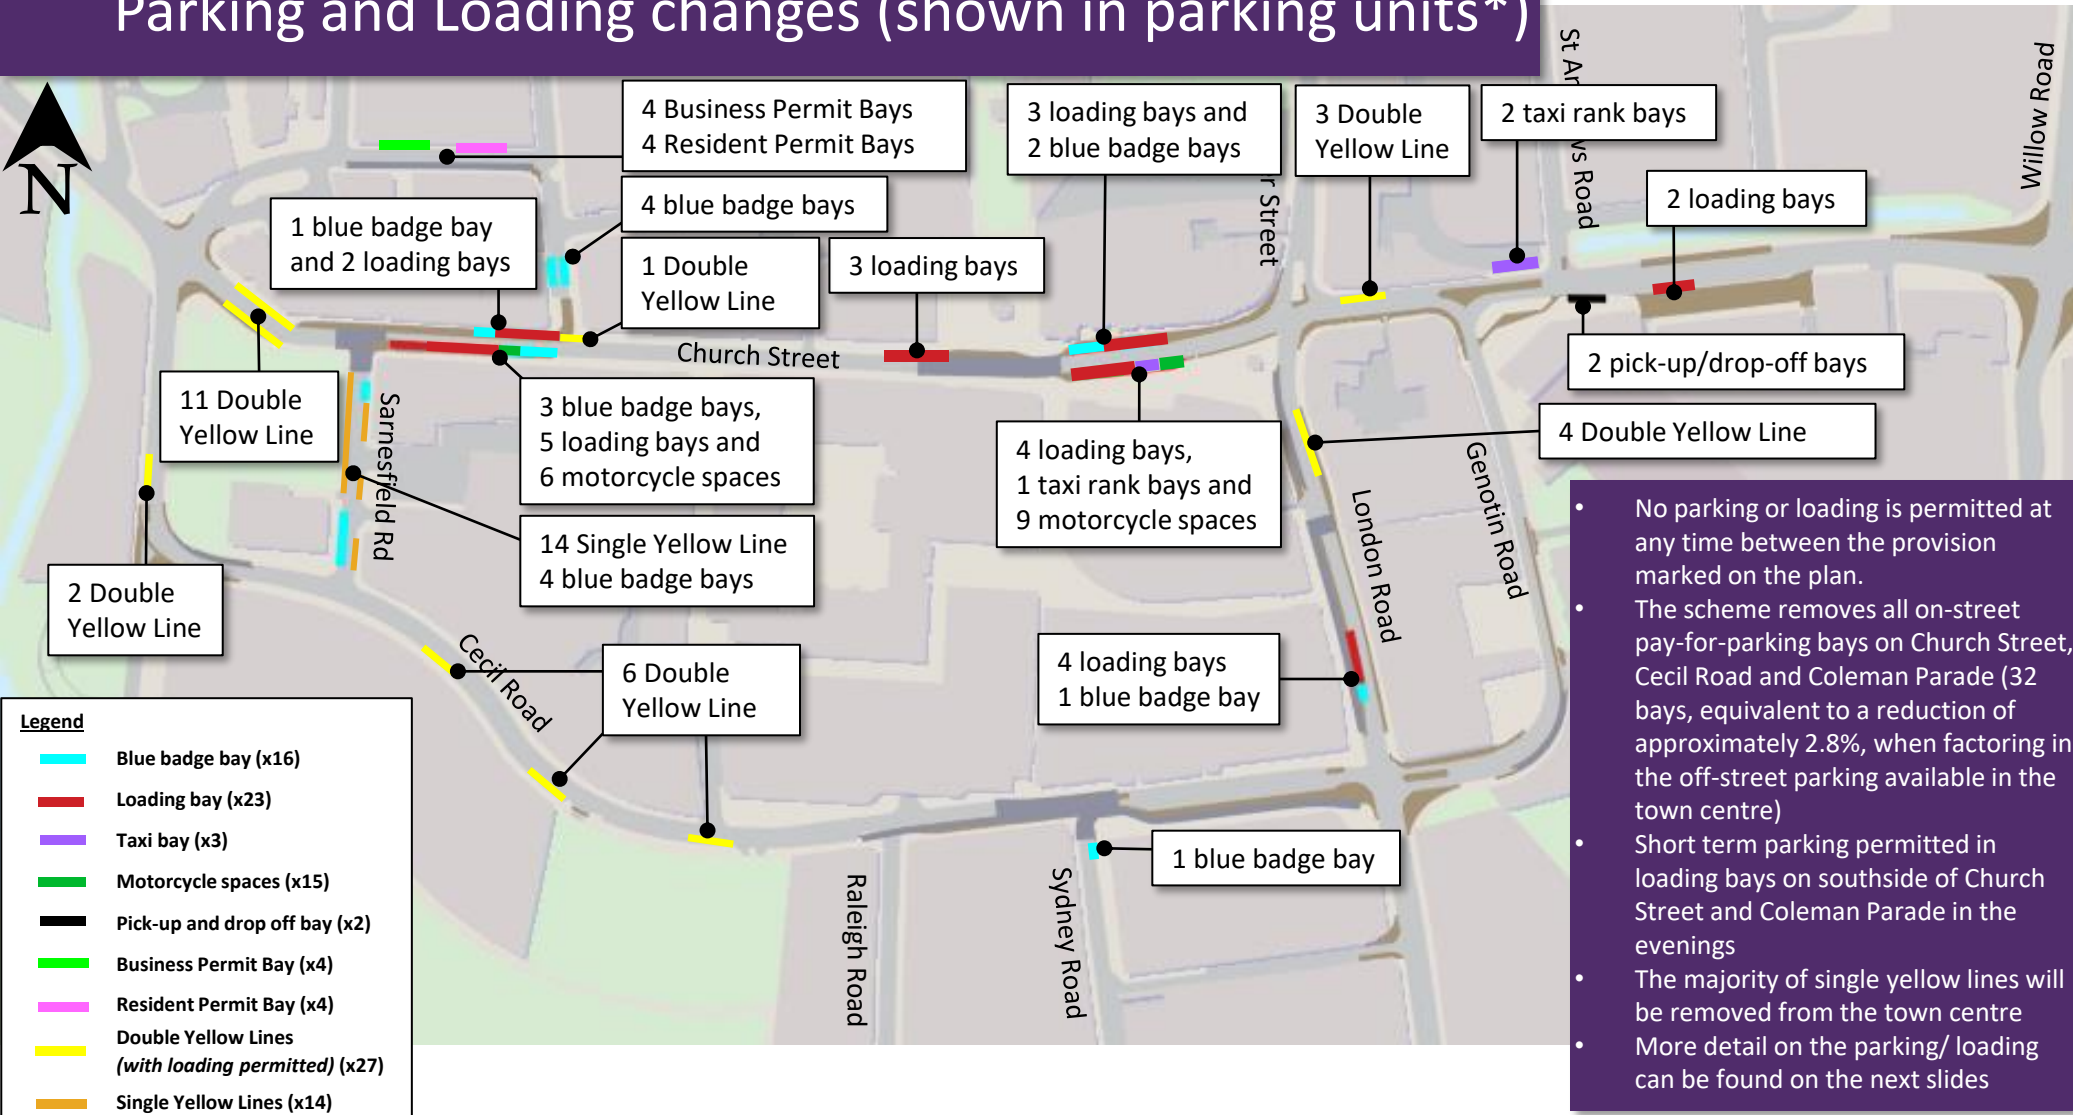 Parking and Loading changes (shown in parking units*)
N
4 Business Permit Bays
4 Resident Permit Bays
3 loading bays and
2 blue badge bays
3 Double
Yellow Line
2 taxi rank bays
Willow Road
2 loading bays
4 blue badge bays
1 blue badge bay
and 2 loading bays
1 Double
Yellow Line
3 loading bays
Street
Road
Church Street
2 pick-up/drop-off bays
11 Double
Yellow Line
Sarnesfield Rd
3 blue badge bays,
5 loading bays and
6 motorcycle spaces
4 loading bays,
1 taxi rank bays and
9 motorcycle spaces
4 Double Yellow Line
Genotin Road
London Road
14 Single Yellow Line
4 blue badge bays
2 Double
Yellow Line
Cecil Road
6 Double
Yellow Line
4 loading bays
1 blue badge bay
1 blue badge bay
Raleigh Road
Sydney Road
Legend
Blue badge bay (x16)
Loading bay (x23)
Taxi bay (x3)
Motorcycle spaces (x15)
Pick-up and drop off bay (x2)
Business Permit Bay (x4)
Resident Permit Bay (x4)
Double Yellow Lines
(with loading permitted) (x27)
Single Yellow Lines (x14)
• No parking or loading is permitted at
any time between the provision
marked on the plan.
• The scheme removes all on-street
pay-for-parking bays on Church Street,
Cecil Road and Coleman Parade (32
bays, equivalent to a reduction of
approximately 2.8%, when factoring in
the off-street parking available in the
town centre)
• Short term parking permitted in
loading bays on southside of Church
Street and Coleman Parade in the
evenings
• The majority of single yellow lines will
be removed from the town centre
• More detail on the parking/ loading
can be found on the next slides